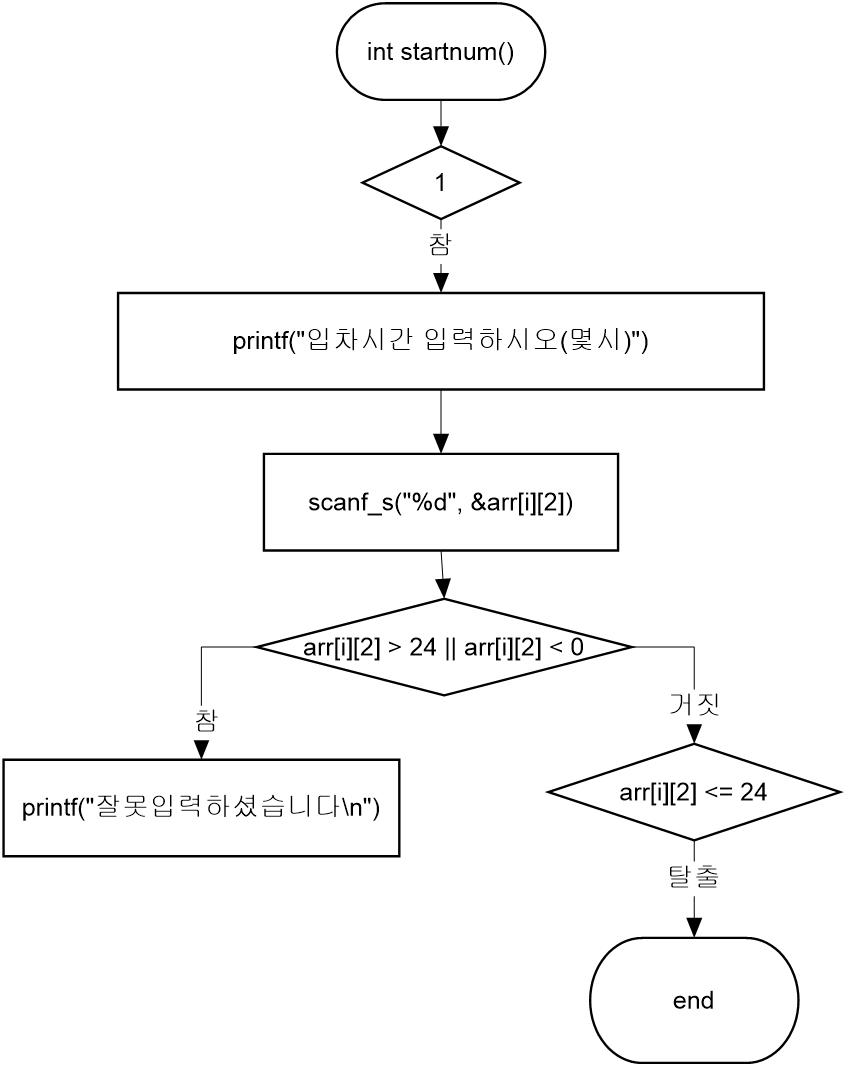 int startnum()
1
참
printf("입차시간 입력하시오(몇시)")
scanf_s("%d", &arr[i][2])
arr[i][2] > 24 || arr[i][2] < 0
참
거짓
printf("잘못입력하셨습니다\n")
arr[i][2] <= 24
탈출
end